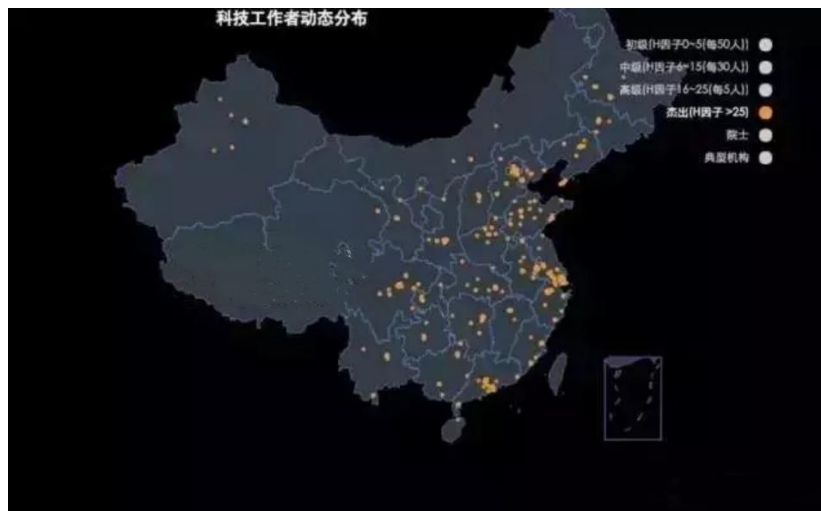 科技工作者动态分布
初级(H因子0~5(每50人))
中级(H因子6~15(每30人))
高级(H因子16~25(每5人))
杰出(H因子 >25)
院士
典型机构